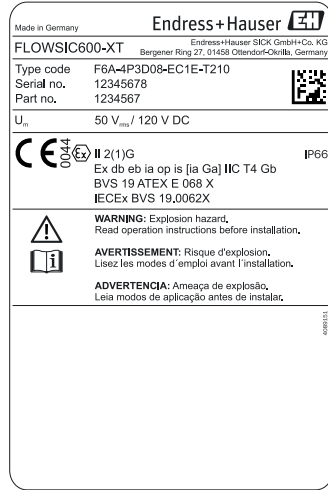 Made in Germany
Endress+Hauser EH
FLOWSIC600-XT
Endress+Hauser SICK GmbH+Co. KG
Bergener Ring 27, 01458 Ottendorf-Okrilla, Germany
Type code F6A-4P3D08-EC1E-T210
Serial no. 12345678
Part no. 1234567
Um 50 Vrms / 120 V DC
CE 0044 Ex II 2(1)G IP66
Ex db eb ia op is [ia Ga] IIC T4 Gb
BVS 19 ATEX E 068 X
IECEx BVS 19.0062X
WARNING: Explosion hazard.
Read operation instructions before installation.
AVERTISSEMENT: Risque d'explosion.
Lisez les modes d´emploi avant l´installation.
ADVERTENCIA: Ameaça de explosão.
Leia modos de aplicação antes de instalar.
4089151